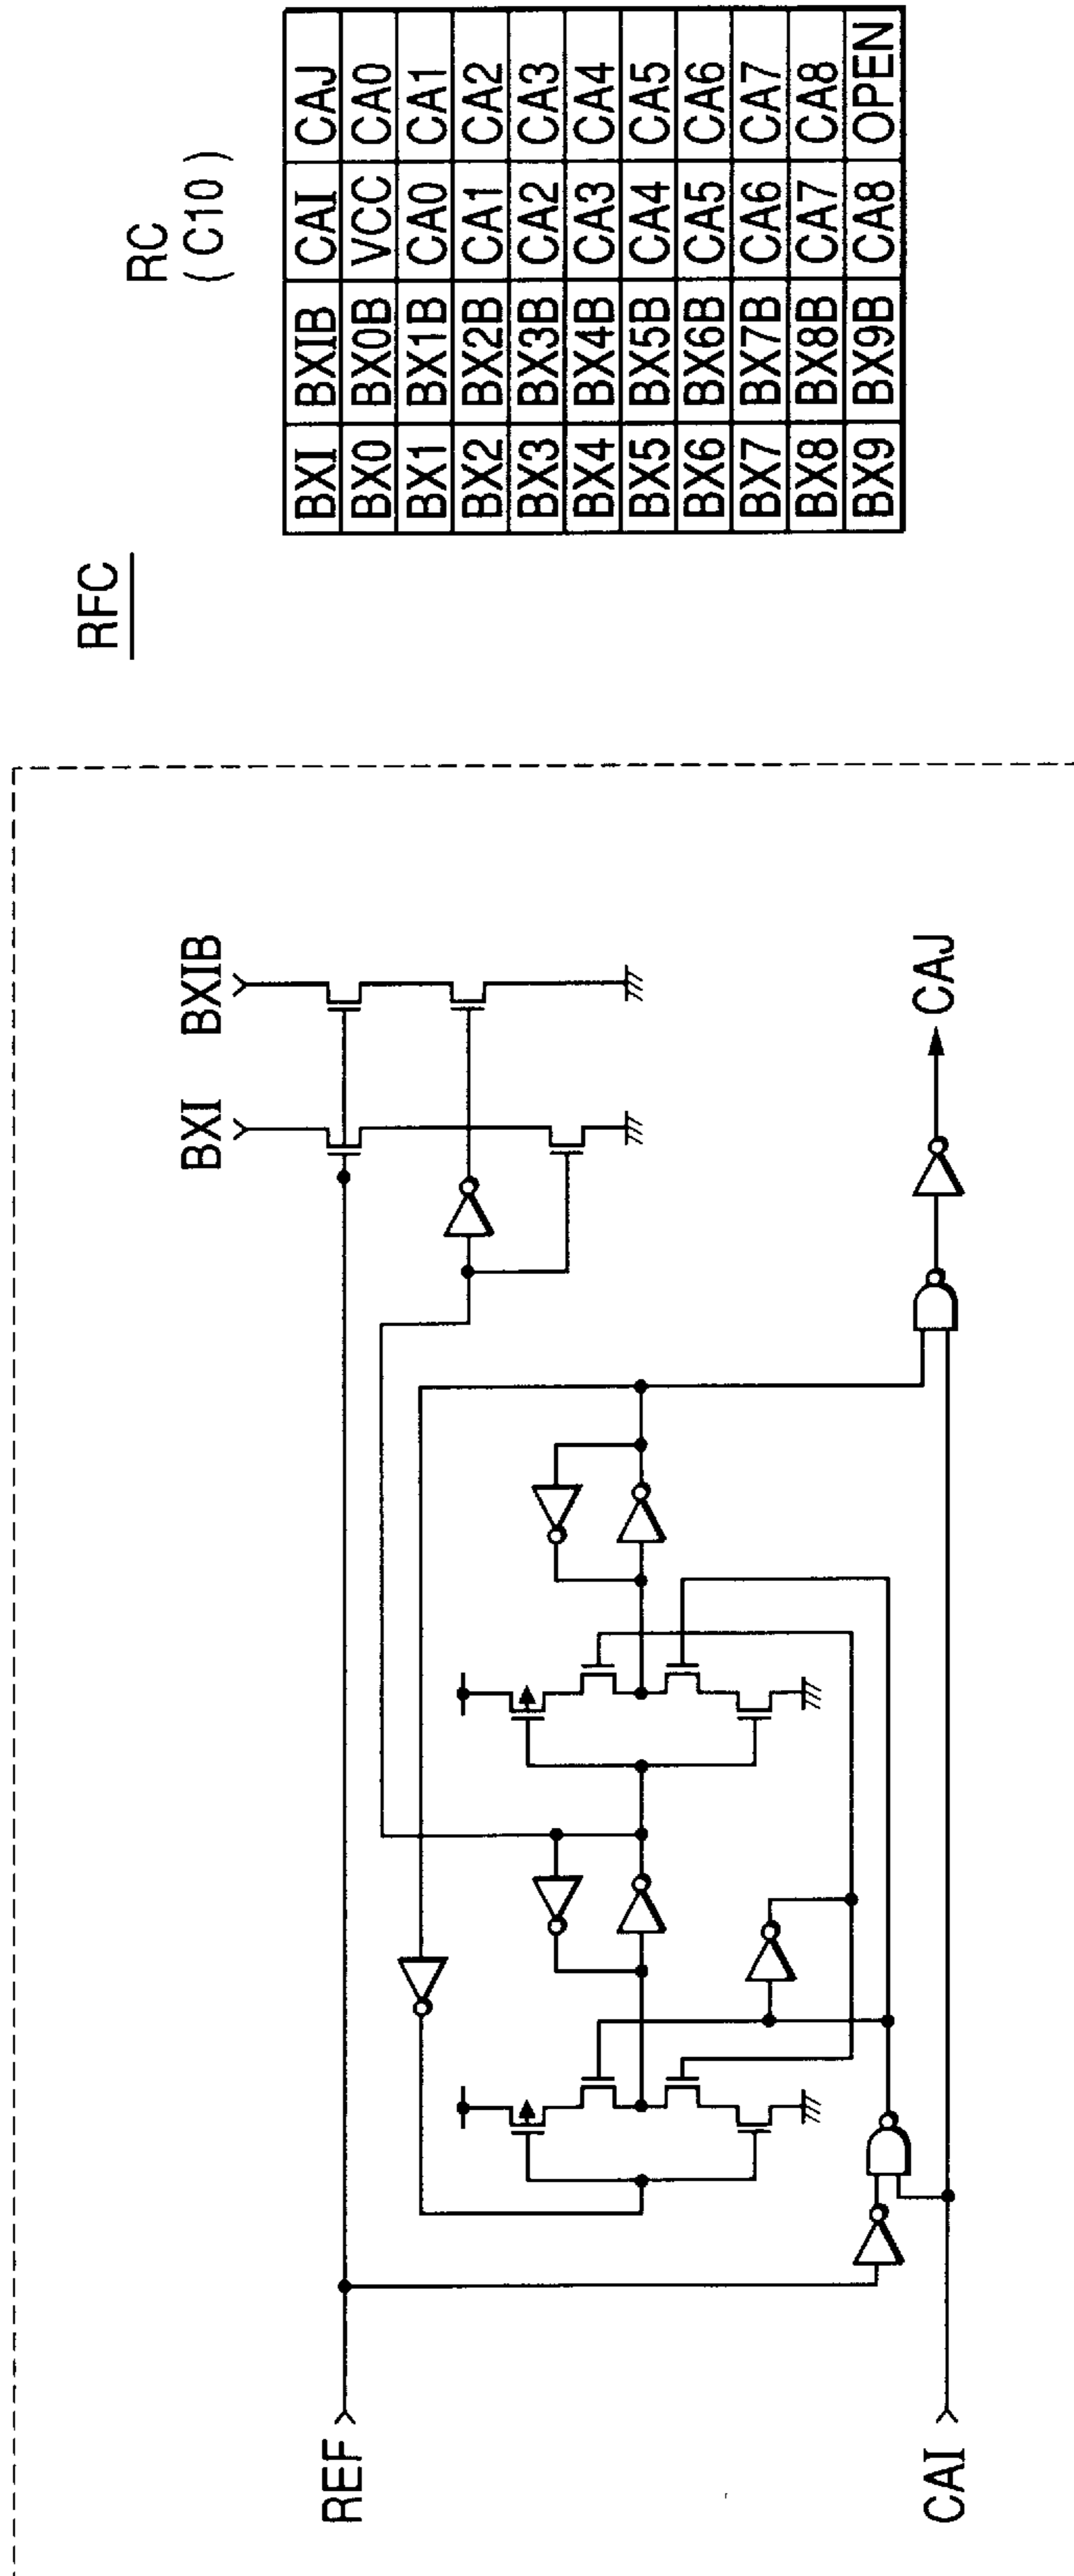 RFC
RC
( C10 )
BXI BXIB CAI CAJ
BX0 BX0B VCC CA0
BX1 BX1B CA0 CA1
BX2 BX2B CA1 CA2
BX3 BX3B CA2 CA3
BX4 BX4B CA3 CA4
BX5 BX5B CA4 CA5
BX6 BX6B CA5 CA6
BX7 BX7B CA6 CA7
BX8 BX8B CA7 CA8
BX9 BX9B CA8 OPEN
BXI BXIB
REF
CAI
CAJ